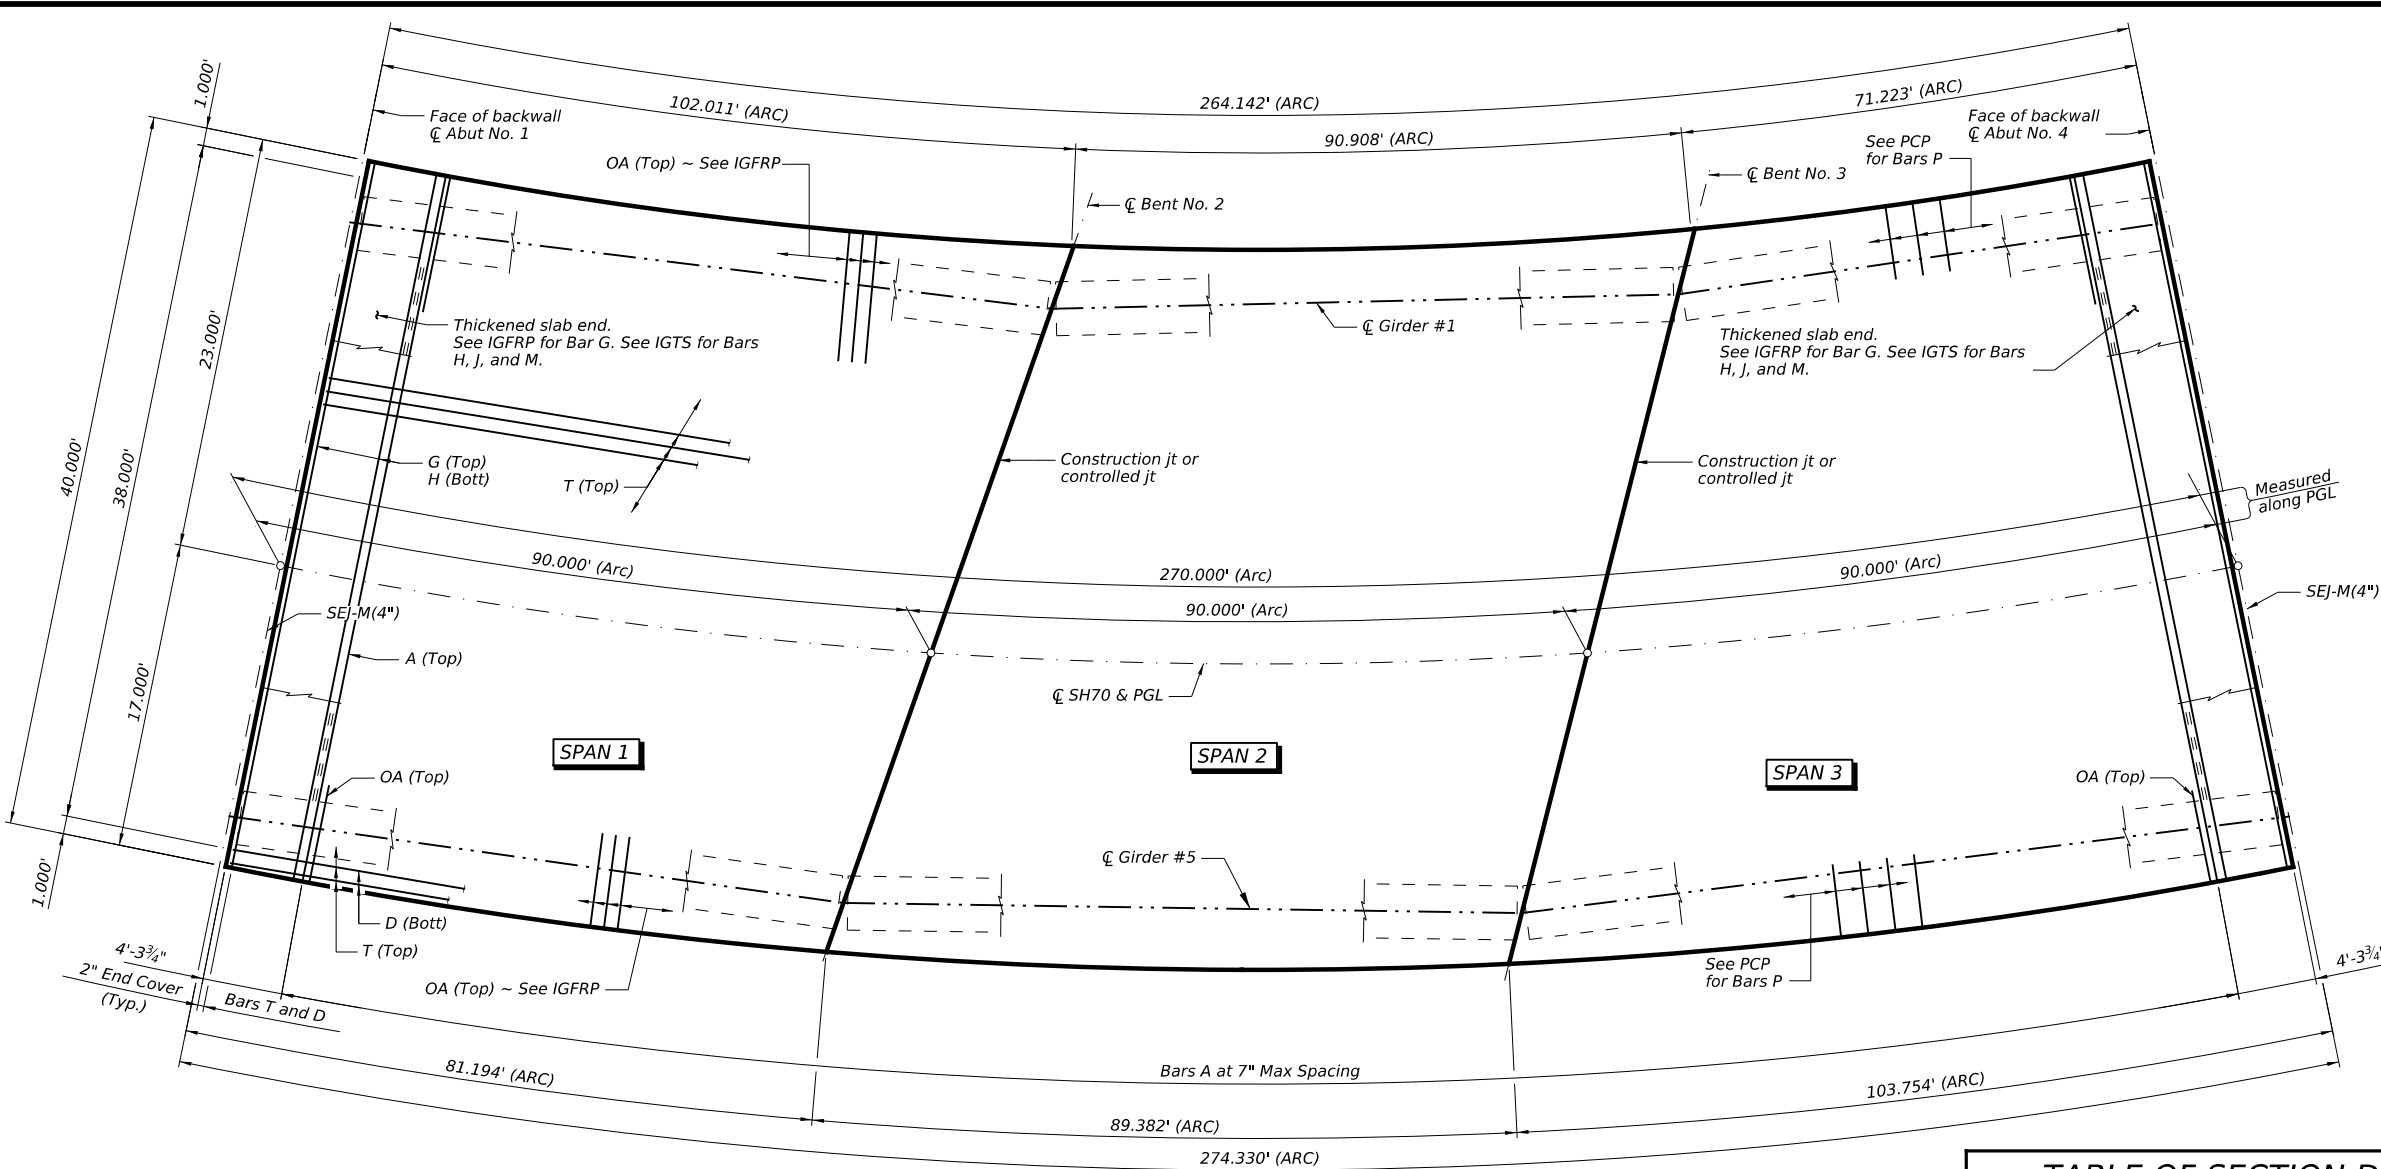 264.142' (ARC)
102.011' (ARC)
90.908' (ARC)
71.223' (ARC)
1.000'
Face of backwall
℄ Abut No. 1
OA (Top) ~ See IGFRP
℄ Bent No. 2
℄ Bent No. 3
See PCP
for Bars P
Face of backwall
℄ Abut No. 4
Thickened slab end.
See IGFRP for Bar G. See IGTS for Bars
H, J, and M.
℄ Girder #1
Thickened slab end.
See IGFRP for Bar G. See IGTS for Bars
H, J, and M.
23.000'
38.000'
40.000'
17.000'
1.000'
G (Top)
H (Bott)
T (Top)
Construction jt or
controlled jt
Construction jt or
controlled jt
Measured
along PGL
90.000' (Arc)
270.000' (Arc)
90.000' (Arc)
90.000' (Arc)
SEJ-M(4")
SEJ-M(4")
A (Top)
℄ SH70 & PGL
SPAN 1
SPAN 2
SPAN 3
OA (Top)
OA (Top)
℄ Girder #5
D (Bott)
T (Top)
OA (Top) ~ See IGFRP
See PCP
for Bars P
4'-3¾"
2" End Cover
(Typ.)
Bars T and D
4'-3¾"
Bars A at 7" Max Spacing
81.194' (ARC)
89.382' (ARC)
103.754' (ARC)
274.330' (ARC)
TABLE OF SECTION D